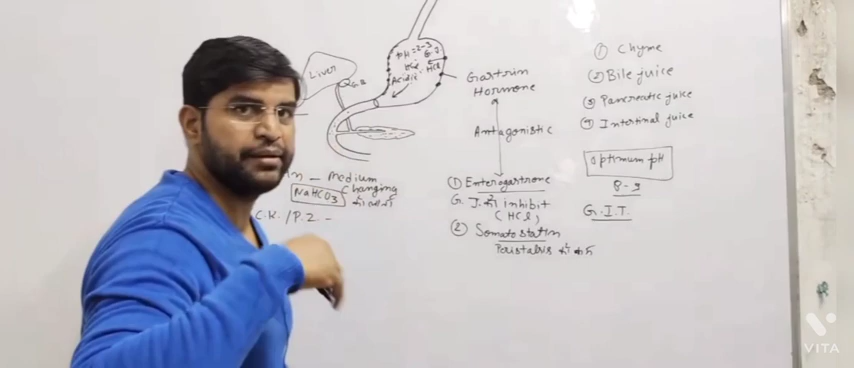 pH = 2-3
G.J
Acidic HCl
Liver
G.B
Gastrin
Hormone
Antagonistic
① Enterogastrone
G.J. को inhibit
(HCl)
② Somatostatin
Peristalsis को कम
in – Medium
NaHCO3 Changing
C.K. / P.Z –
① Chyme
② Bile juice
③ Pancreatic juice
④ Intestinal juice
Optimum pH
8-9
G.I.T.
VITA